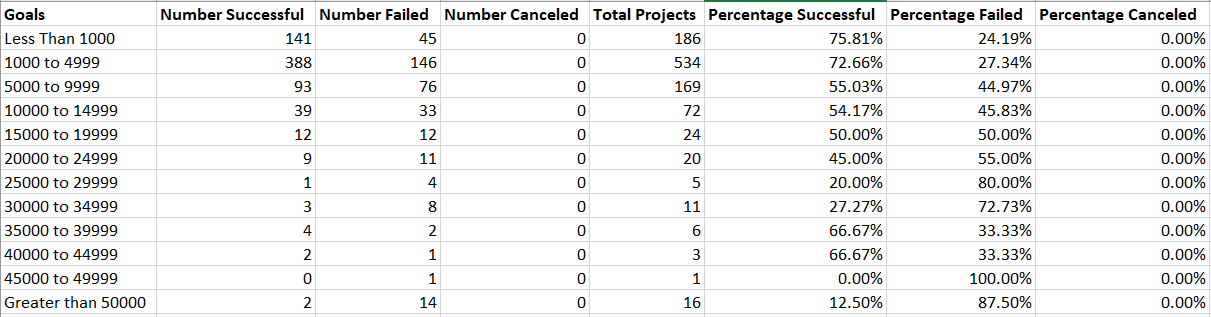 Goals Number Successful Number Failed Number Canceled Total Projects Percentage Successful Percentage Failed Percentage Canceled
Less Than 1000 141 45 0 186 75.81% 24.19% 0.00%
1000 to 4999 388 146 0 534 72.66% 27.34% 0.00%
5000 to 9999 93 76 0 169 55.03% 44.97% 0.00%
10000 to 14999 39 33 0 72 54.17% 45.83% 0.00%
15000 to 19999 12 12 0 24 50.00% 50.00% 0.00%
20000 to 24999 9 11 0 20 45.00% 55.00% 0.00%
25000 to 29999 1 4 0 5 20.00% 80.00% 0.00%
30000 to 34999 3 8 0 11 27.27% 72.73% 0.00%
35000 to 39999 4 2 0 6 66.67% 33.33% 0.00%
40000 to 44999 2 1 0 3 66.67% 33.33% 0.00%
45000 to 49999 0 1 0 1 0.00% 100.00% 0.00%
Greater than 50000 2 14 0 16 12.50% 87.50% 0.00%